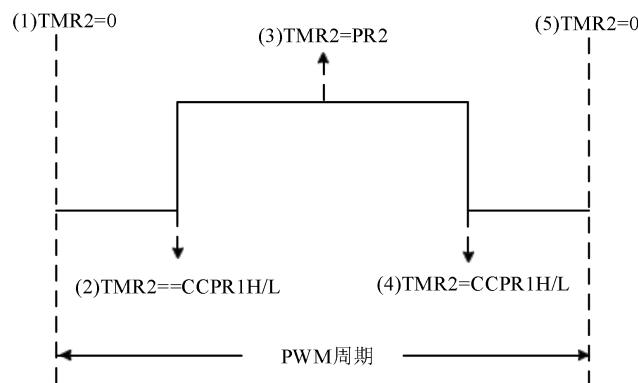 (1)TMR2=0
(3)TMR2=PR2
(5)TMR2=0
(2)TMR2==CCPR1H/L
(4)TMR2=CCPR1H/L
PWM周期